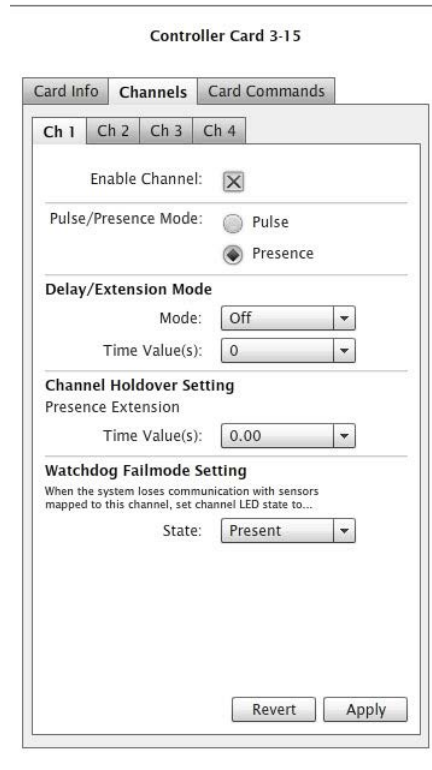 Controller Card 3-15
Card Info Channels Card Commands
Ch 1 Ch 2 Ch 3 Ch 4
Enable Channel:
Pulse/Presence Mode: Pulse
Presence
Delay/Extension Mode
Mode: Off
Time Value(s): 0
Channel Holdover Setting
Presence Extension
Time Value(s): 0.00
Watchdog Failmode Setting
When the system loses communication with sensors
mapped to this channel, set channel LED state to...
State: Present
Revert Apply